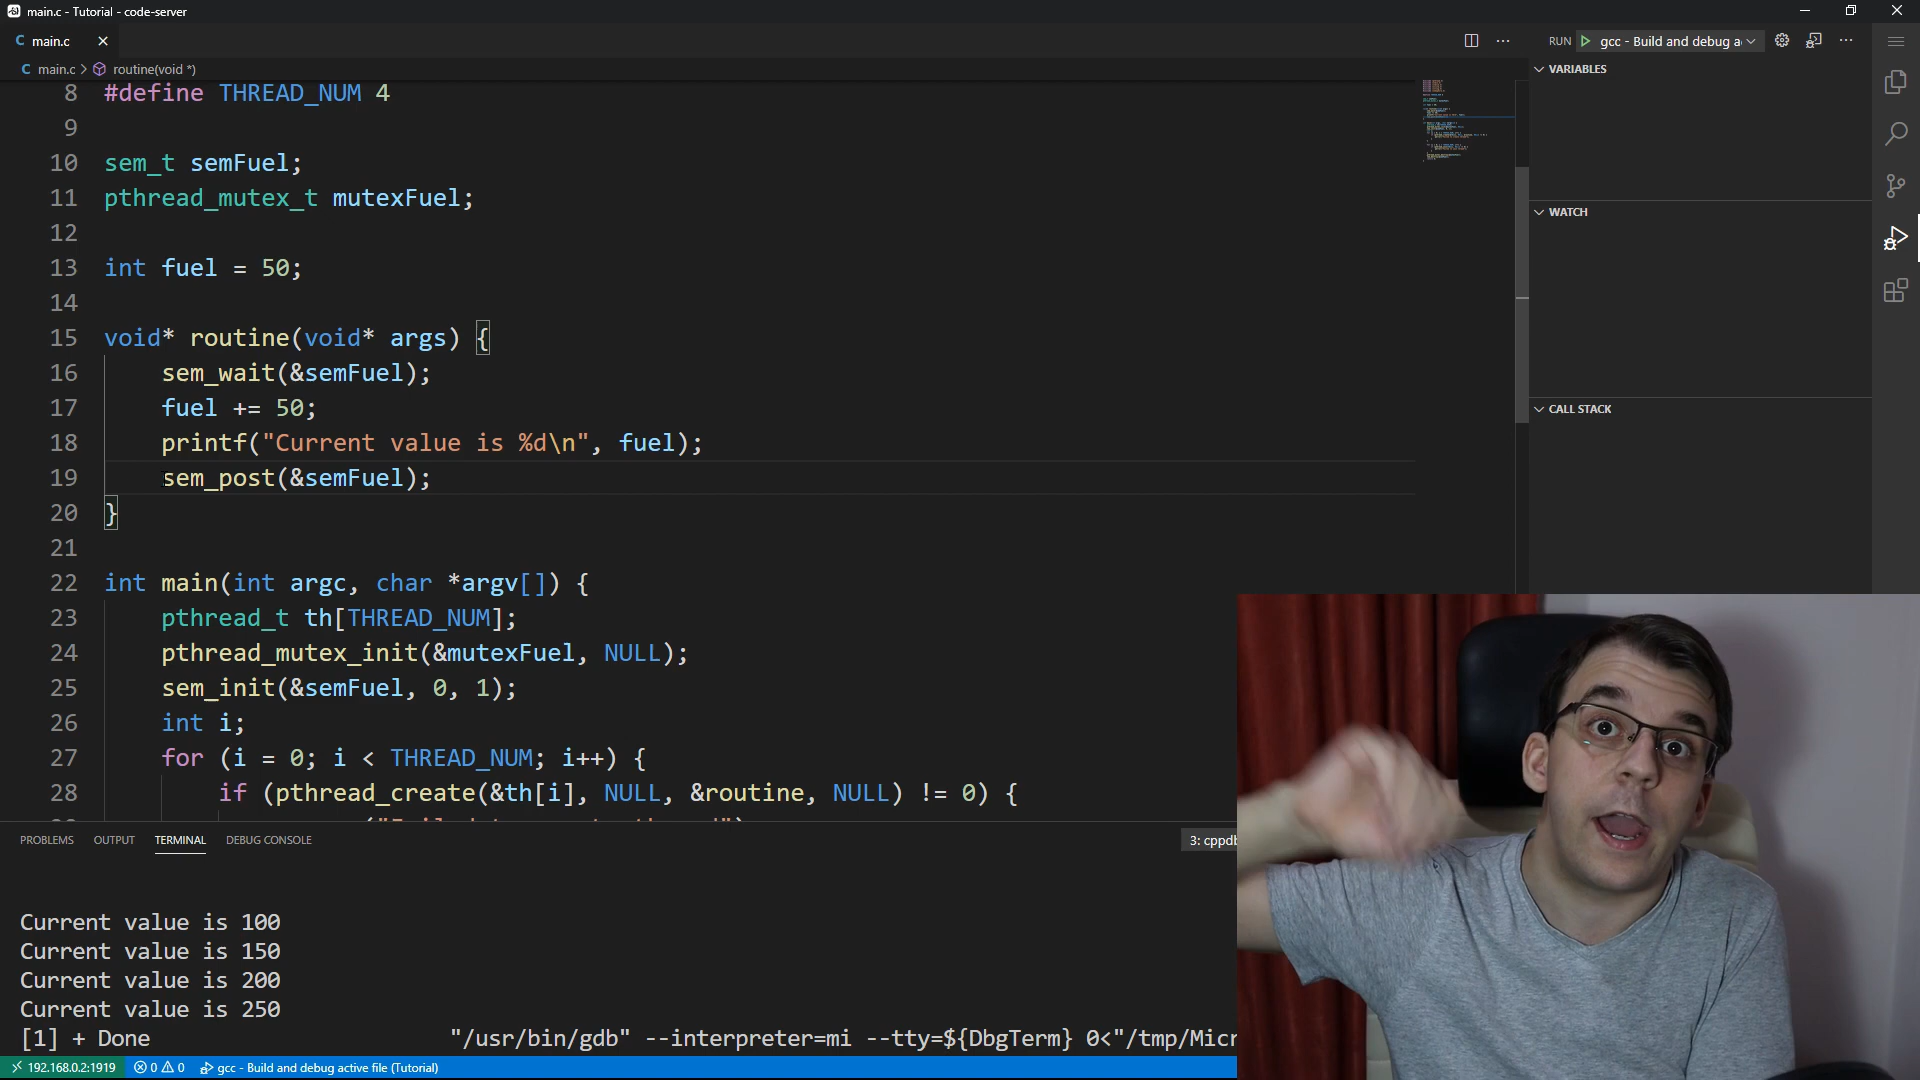 main.c - Tutorial - code-server
C main.c
RUN gcc - Build and debug a
C main.c > routine(void *)
VARIABLES
8 #define THREAD_NUM 4
9
10 sem_t semFuel;
11 pthread_mutex_t mutexFuel;
12
13 int fuel = 50;
14
15 void* routine(void* args) {
16 sem_wait(&semFuel);
17 fuel += 50;
18 printf("Current value is %d\n", fuel);
19 sem_post(&semFuel);
20 }
21
22 int main(int argc, char *argv[]) {
23 pthread_t th[THREAD_NUM];
24 pthread_mutex_init(&mutexFuel, NULL);
25 sem_init(&semFuel, 0, 1);
26 int i;
27 for (i = 0; i < THREAD_NUM; i++) {
28 if (pthread_create(&th[i], NULL, &routine, NULL) != 0) {
WATCH
CALL STACK
PROBLEMS OUTPUT TERMINAL DEBUG CONSOLE 3: cppdb
Current value is 100
Current value is 150
Current value is 200
Current value is 250
[1] + Done "/usr/bin/gdb" --interpreter=mi --tty=${DbgTerm} 0<"/tmp/Micr
192.168.0.2:1919 0 0 gcc - Build and debug active file (Tutorial)